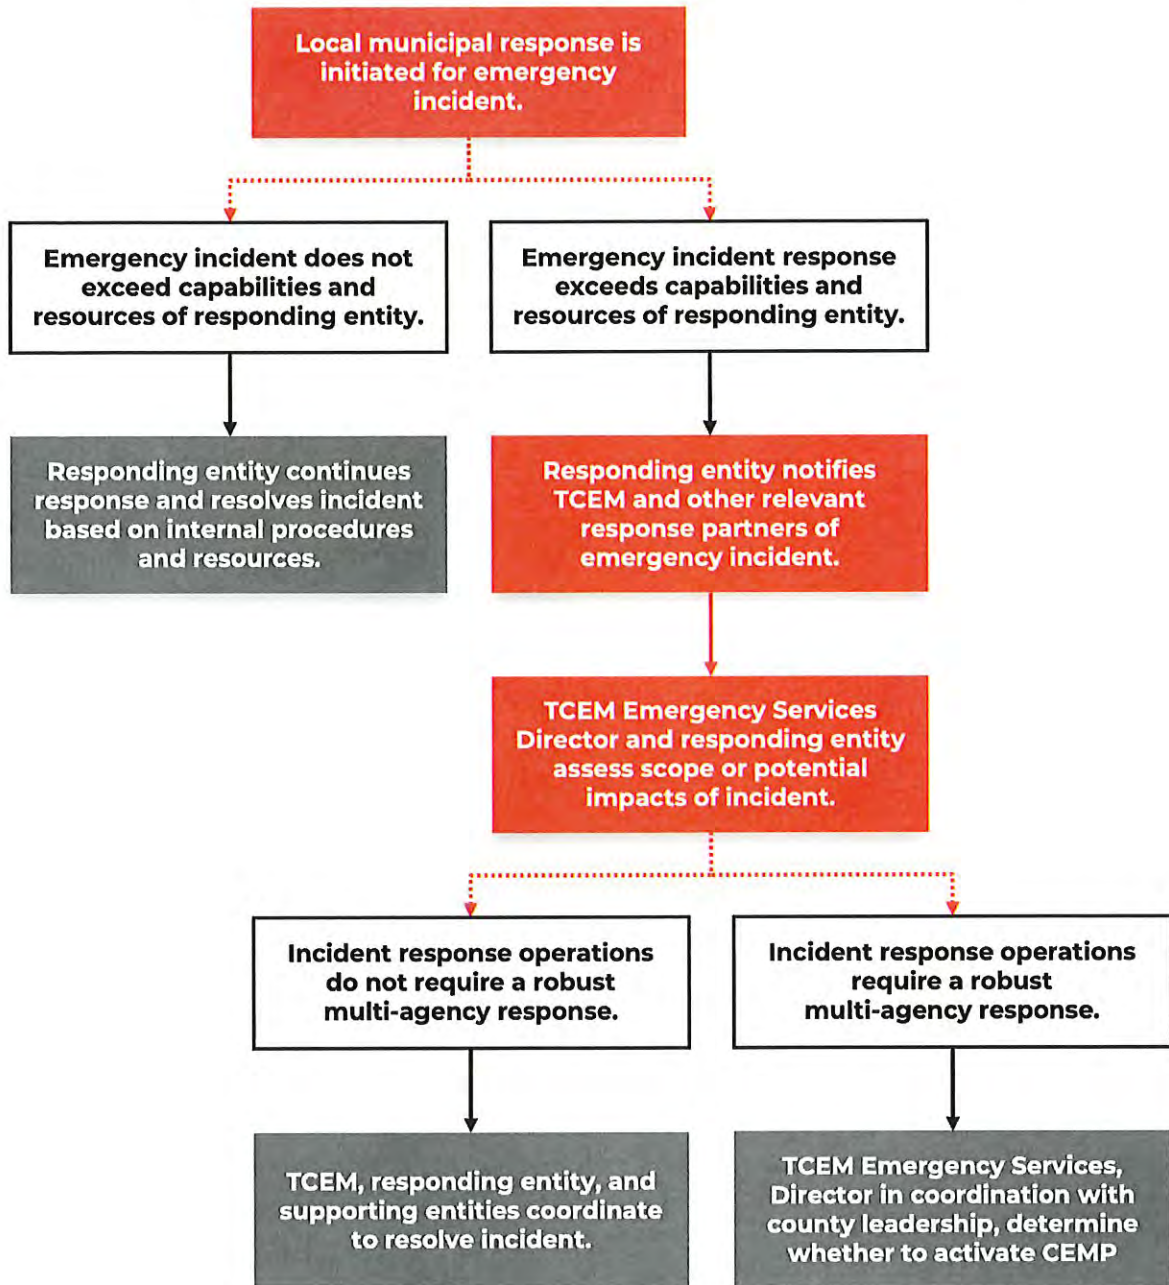 Local municipal response is
initiated for emergency
incident.
Emergency incident does not
exceed capabilities and
resources of responding entity.
Emergency incident response
exceeds capabilities and
resources of responding entity.
Responding entity continues
response and resolves incident
based on internal procedures
and resources.
Responding entity notifies
TCEM and other relevant
response partners of
emergency incident.
TCEM Emergency Services
Director and responding entity
assess scope or potential
impacts of incident.
Incident response operations
do not require a robust
multi-agency response.
Incident response operations
require a robust
multi-agency response.
TCEM, responding entity, and
supporting entities coordinate
to resolve incident.
TCEM Emergency Services,
Director in coordination with
county leadership, determine
whether to activate CEMP